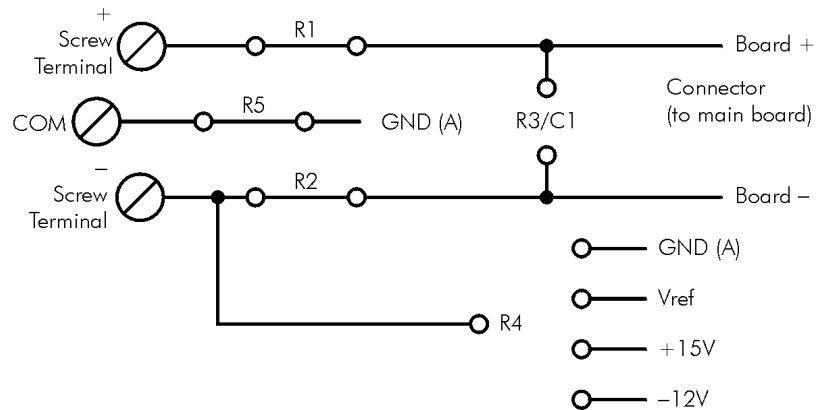 +
Screw
Terminal
R1
Board +
Connector
(to main board)
COM
R5
GND (A)
R3/C1
–
Screw
Terminal
R2
Board –
GND (A)
Vref
R4
+15V
–12V